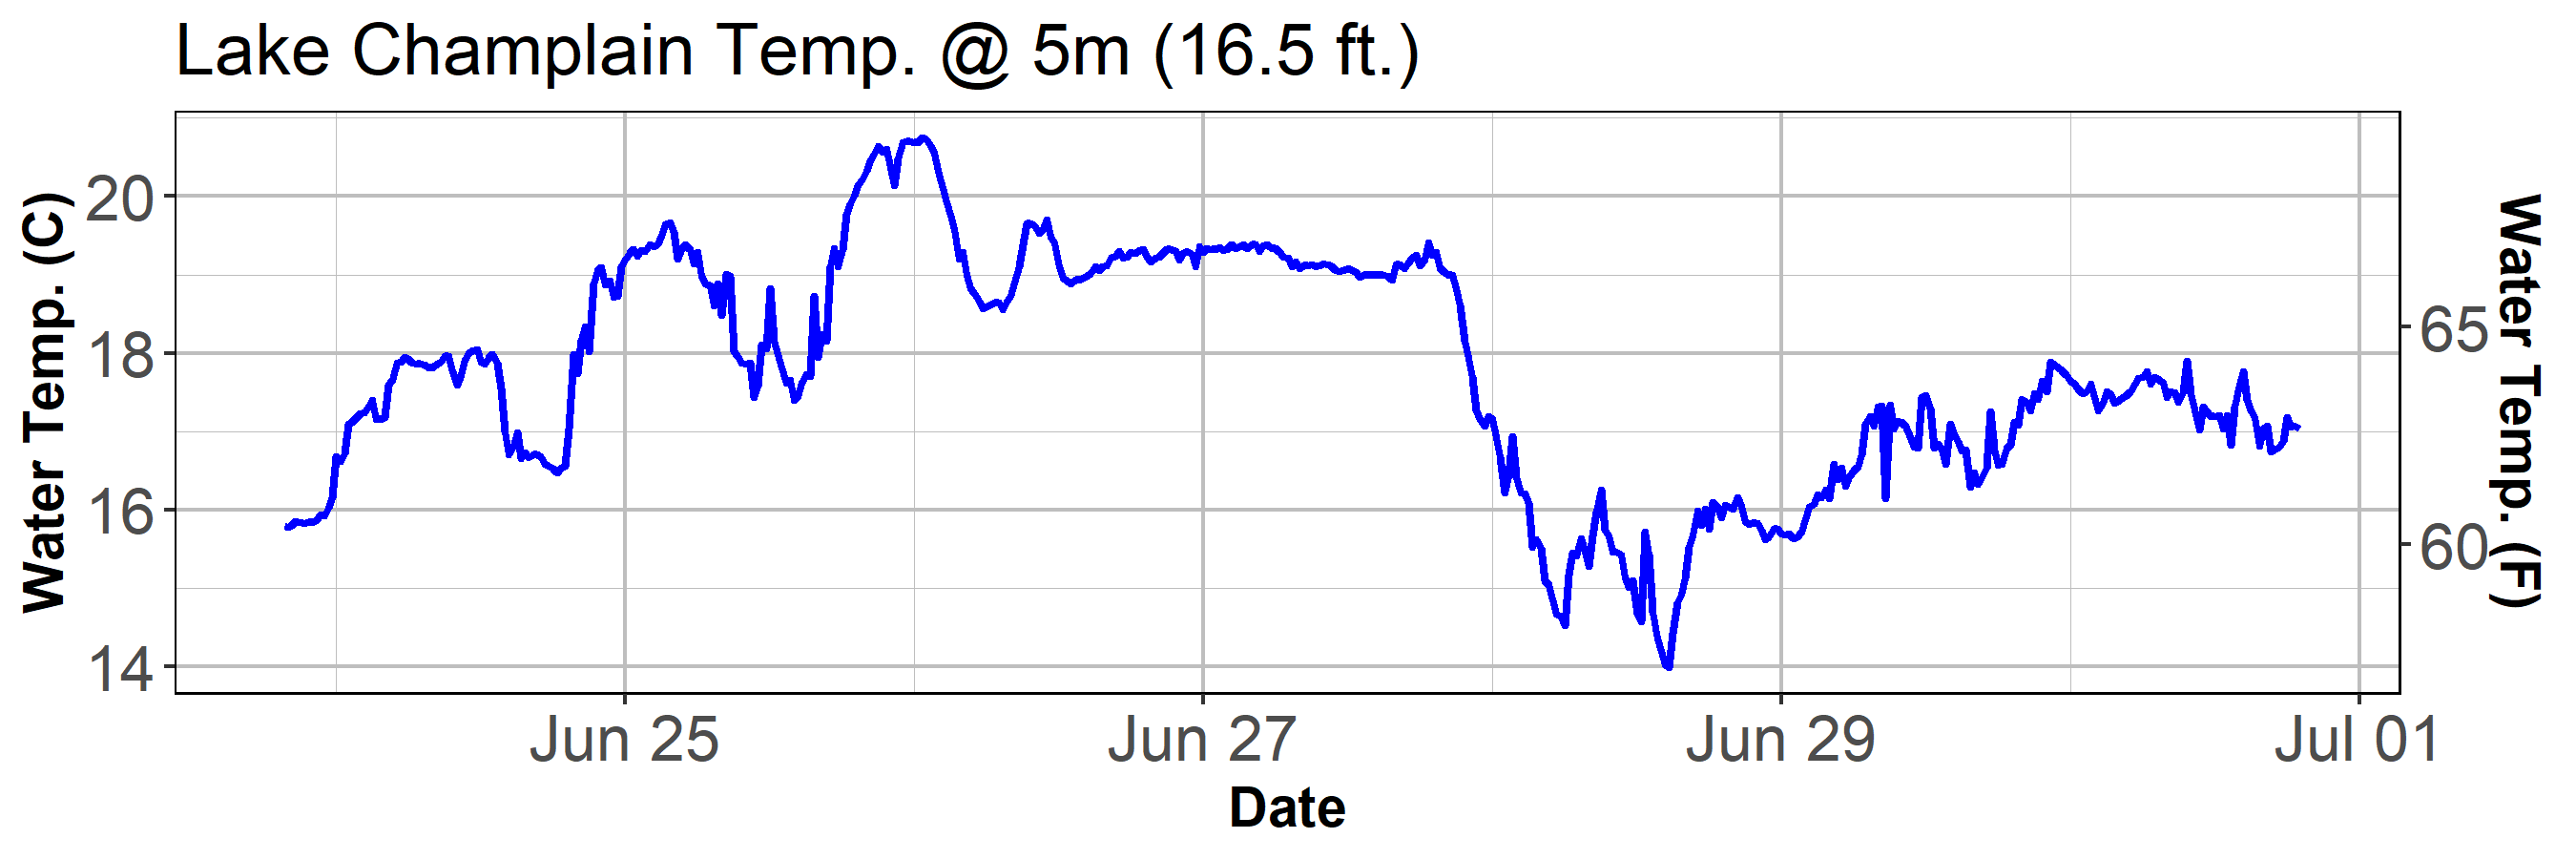 Lake Champlain Temp. @ 5m (16.5 ft.)
Water Temp. (C)
20
18
16
14
65
60
Water Temp. (F)
Jun 25
Jun 27
Jun 29
Jul 01
Date